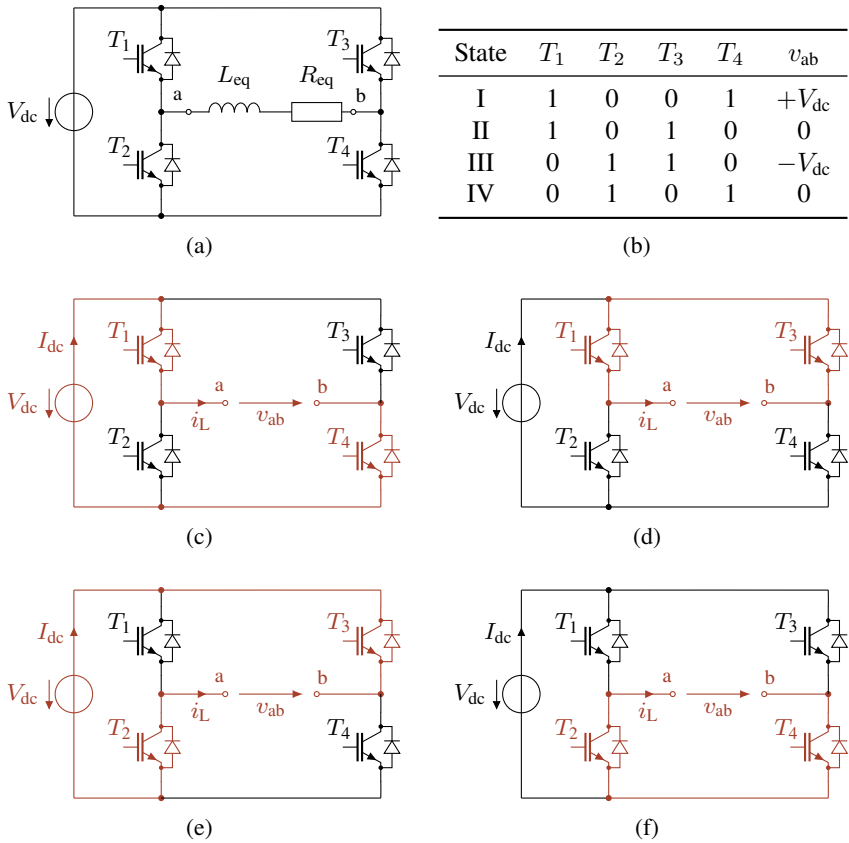 T1
T3
Leq
Req
a
b
Vdc
T2
T4
(a)
State T1 T2 T3 T4 vab
I 1 0 0 1 +Vdc
II 1 0 1 0 0
III 0 1 1 0 −Vdc
IV 0 1 0 1 0
(b)
T1
T3
Idc
a
b
Vdc
iL
vab
T2
T4
(c)
T1
T3
Idc
a
b
Vdc
iL
vab
T2
T4
(d)
T1
T3
Idc
a
b
Vdc
iL
vab
T2
T4
(e)
T1
T3
Idc
a
b
Vdc
iL
vab
T2
T4
(f)